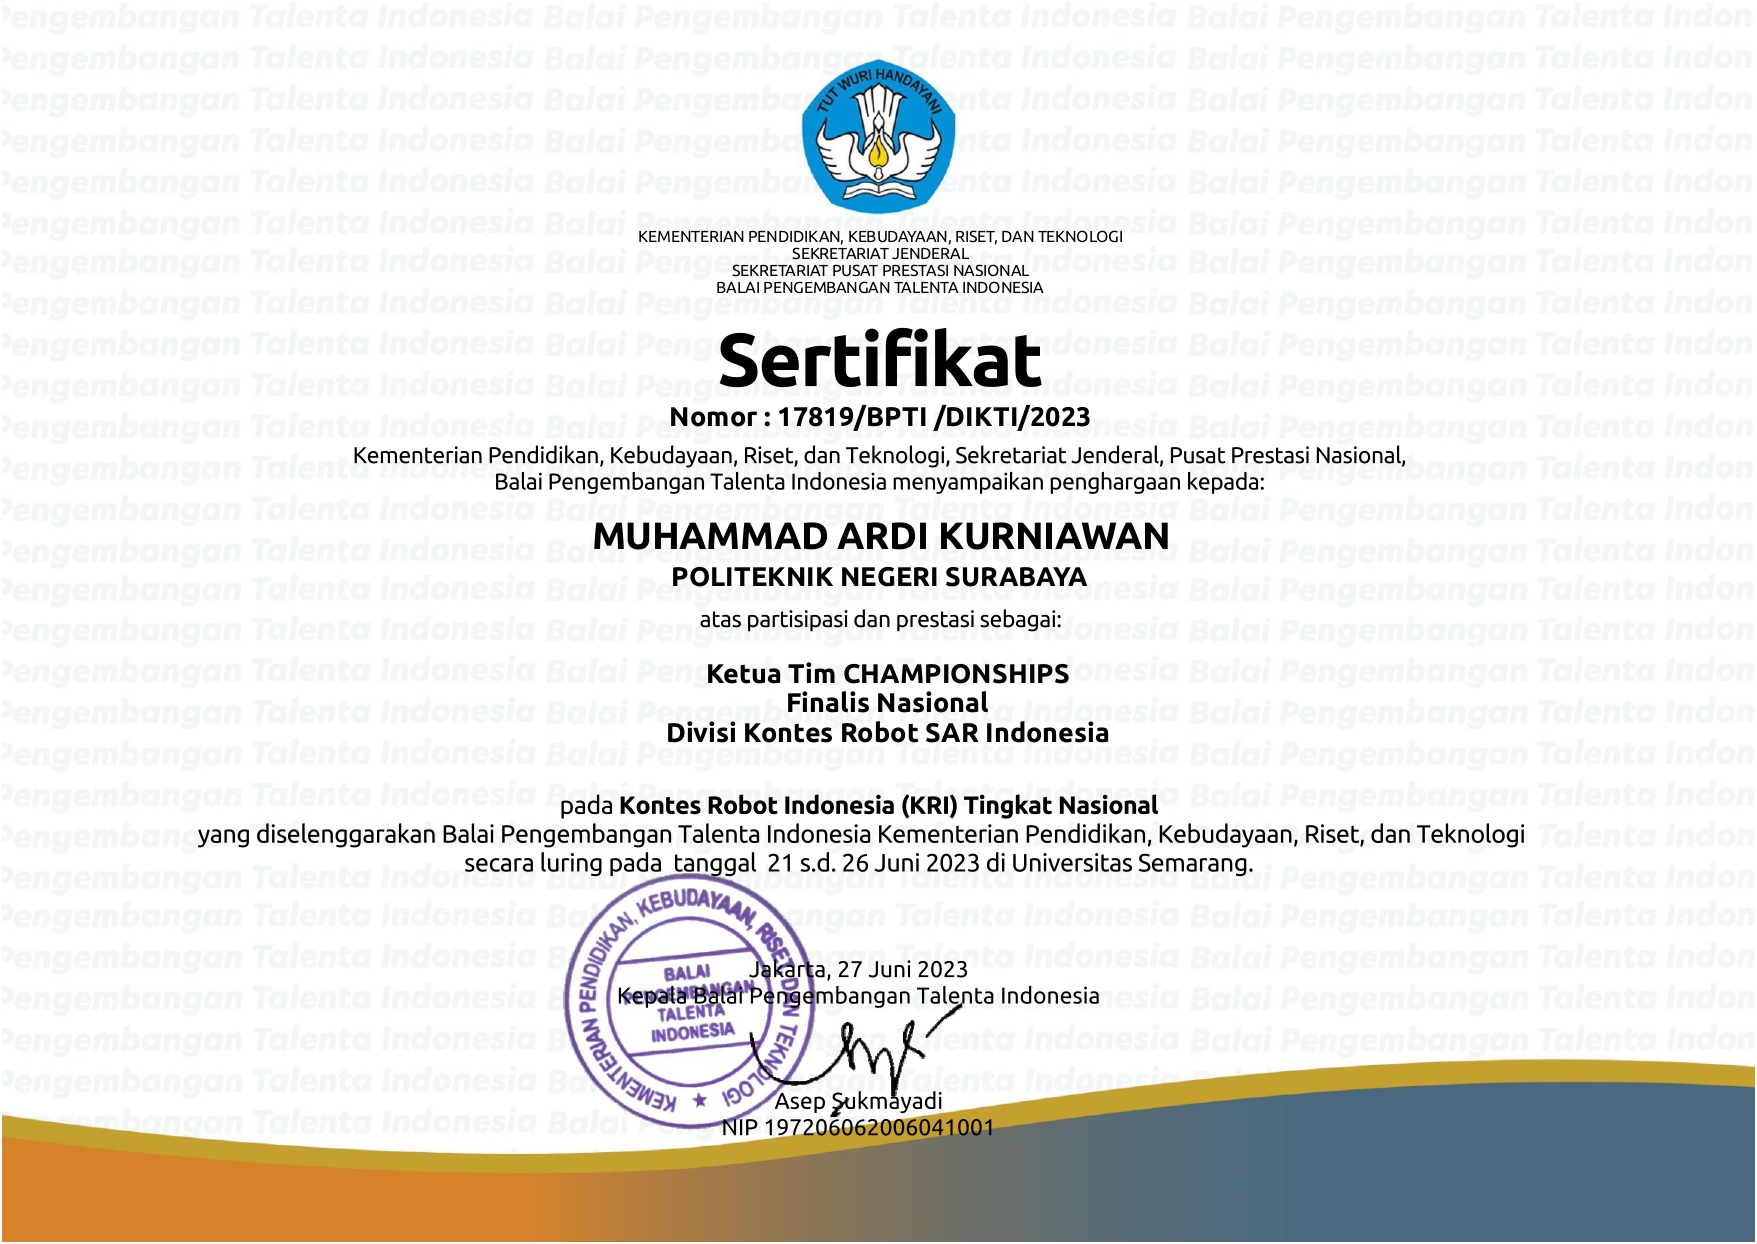 TUT WURI HANDAYANI
KEMENTERIAN PENDIDIKAN, KEBUDAYAAN, RISET, DAN TEKNOLOGI
SEKRETARIAT JENDERAL
SEKRETARIAT PUSAT PRESTASI NASIONAL
BALAI PENGEMBANGAN TALENTA INDONESIA
Sertifikat
Nomor : 17819/BPTI /DIKTI/2023
Kementerian Pendidikan, Kebudayaan, Riset, dan Teknologi, Sekretariat Jenderal, Pusat Prestasi Nasional,
Balai Pengembangan Talenta Indonesia menyampaikan penghargaan kepada:
MUHAMMAD ARDI KURNIAWAN
POLITEKNIK NEGERI SURABAYA
atas partisipasi dan prestasi sebagai:
Ketua Tim CHAMPIONSHIPS
Finalis Nasional
Divisi Kontes Robot SAR Indonesia
pada Kontes Robot Indonesia (KRI) Tingkat Nasional
yang diselenggarakan Balai Pengembangan Talenta Indonesia Kementerian Pendidikan, Kebudayaan, Riset, dan Teknologi
secara luring pada tanggal 21 s.d. 26 Juni 2023 di Universitas Semarang.
KEMENTERIAN PENDIDIKAN, KEBUDAYAAN, RISET, DAN TEKNOLOGI
BALAI
PENGEMBANGAN
TALENTA
INDONESIA
Jakarta, 27 Juni 2023
Kepala Balai Pengembangan Talenta Indonesia
Asep Sukmayadi
NIP 197206062006041001